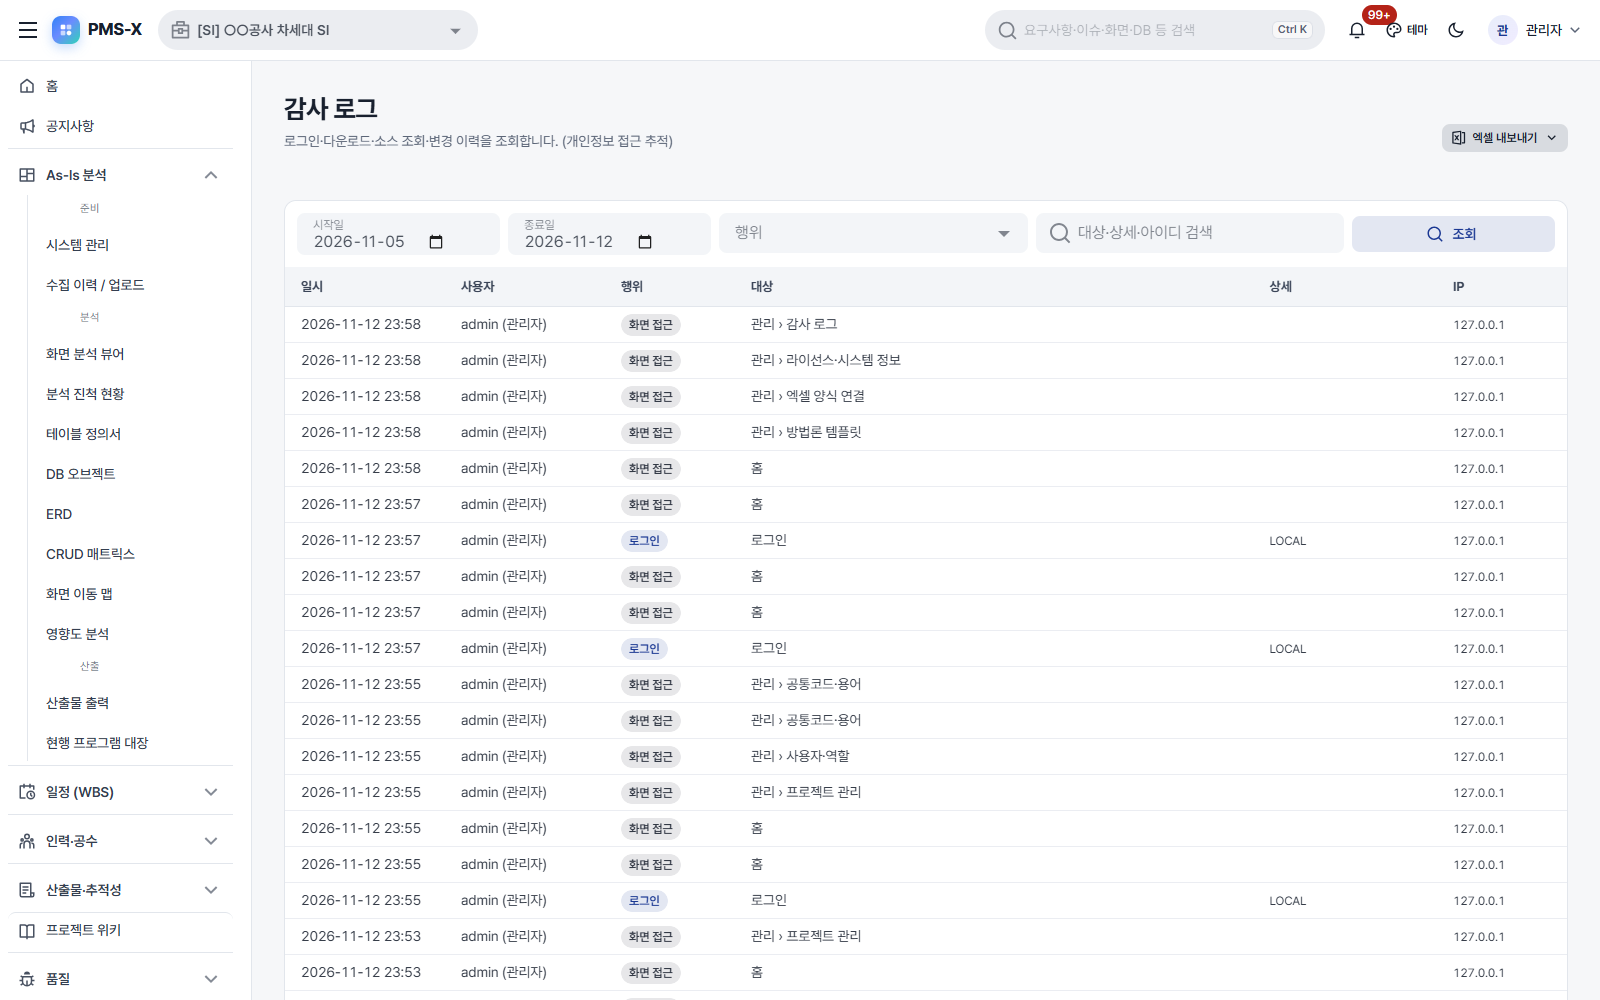 PMS-X
[SI] 〇〇공사 차세대 SI
요구사항·이슈·화면·DB 등 검색
Ctrl K
99+
테마
관
관리자
홈
공지사항
As-Is 분석
준비
시스템 관리
수집 이력 / 업로드
분석
화면 분석 뷰어
분석 진척 현황
테이블 정의서
DB 오브젝트
ERD
CRUD 매트릭스
화면 이동 맵
영향도 분석
산출
산출물 출력
현행 프로그램 대장
일정 (WBS)
인력·공수
산출물·추적성
프로젝트 위키
품질
감사 로그
로그인·다운로드·소스 조회·변경 이력을 조회합니다. (개인정보 접근 추적)
엑셀 내보내기
시작일
2026-11-05
종료일
2026-11-12
행위
대상·상세·아이디 검색
조회
일시 사용자 행위 대상 상세 IP
2026-11-12 23:58 admin (관리자) 화면 접근 관리 › 감사 로그 127.0.0.1
2026-11-12 23:58 admin (관리자) 화면 접근 관리 › 라이선스·시스템 정보 127.0.0.1
2026-11-12 23:58 admin (관리자) 화면 접근 관리 › 엑셀 양식 연결 127.0.0.1
2026-11-12 23:58 admin (관리자) 화면 접근 관리 › 방법론 템플릿 127.0.0.1
2026-11-12 23:58 admin (관리자) 화면 접근 홈 127.0.0.1
2026-11-12 23:57 admin (관리자) 화면 접근 홈 127.0.0.1
2026-11-12 23:57 admin (관리자) 로그인 로그인 LOCAL 127.0.0.1
2026-11-12 23:57 admin (관리자) 화면 접근 홈 127.0.0.1
2026-11-12 23:57 admin (관리자) 화면 접근 홈 127.0.0.1
2026-11-12 23:57 admin (관리자) 로그인 로그인 LOCAL 127.0.0.1
2026-11-12 23:55 admin (관리자) 화면 접근 관리 › 공통코드·용어 127.0.0.1
2026-11-12 23:55 admin (관리자) 화면 접근 관리 › 공통코드·용어 127.0.0.1
2026-11-12 23:55 admin (관리자) 화면 접근 관리 › 사용자·역할 127.0.0.1
2026-11-12 23:55 admin (관리자) 화면 접근 관리 › 프로젝트 관리 127.0.0.1
2026-11-12 23:55 admin (관리자) 화면 접근 홈 127.0.0.1
2026-11-12 23:55 admin (관리자) 화면 접근 홈 127.0.0.1
2026-11-12 23:55 admin (관리자) 로그인 로그인 LOCAL 127.0.0.1
2026-11-12 23:53 admin (관리자) 화면 접근 관리 › 프로젝트 관리 127.0.0.1
2026-11-12 23:53 admin (관리자) 화면 접근 홈 127.0.0.1